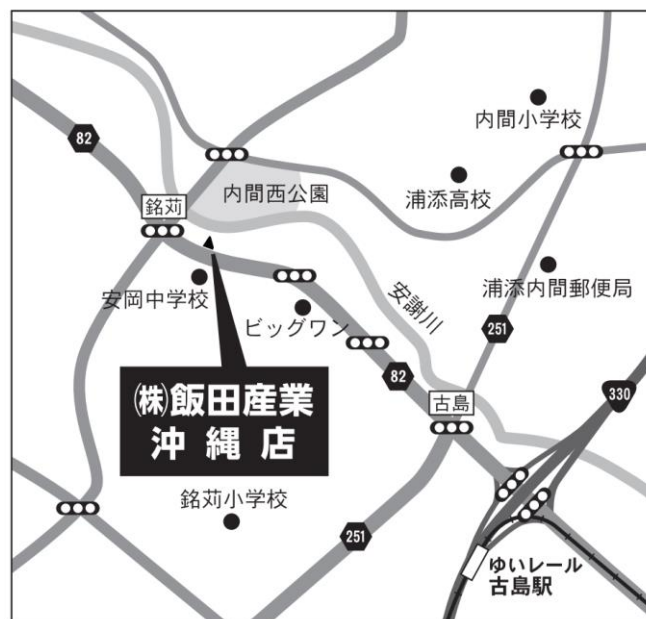 82
内間小学校
浦添高校
内間西公園
銘苅
安岡中学校
ビッグワン
安謝川
浦添内間郵便局
251
82
330
古島
㈱飯田産業
沖縄店
銘苅小学校
251
ゆいレール
古島駅